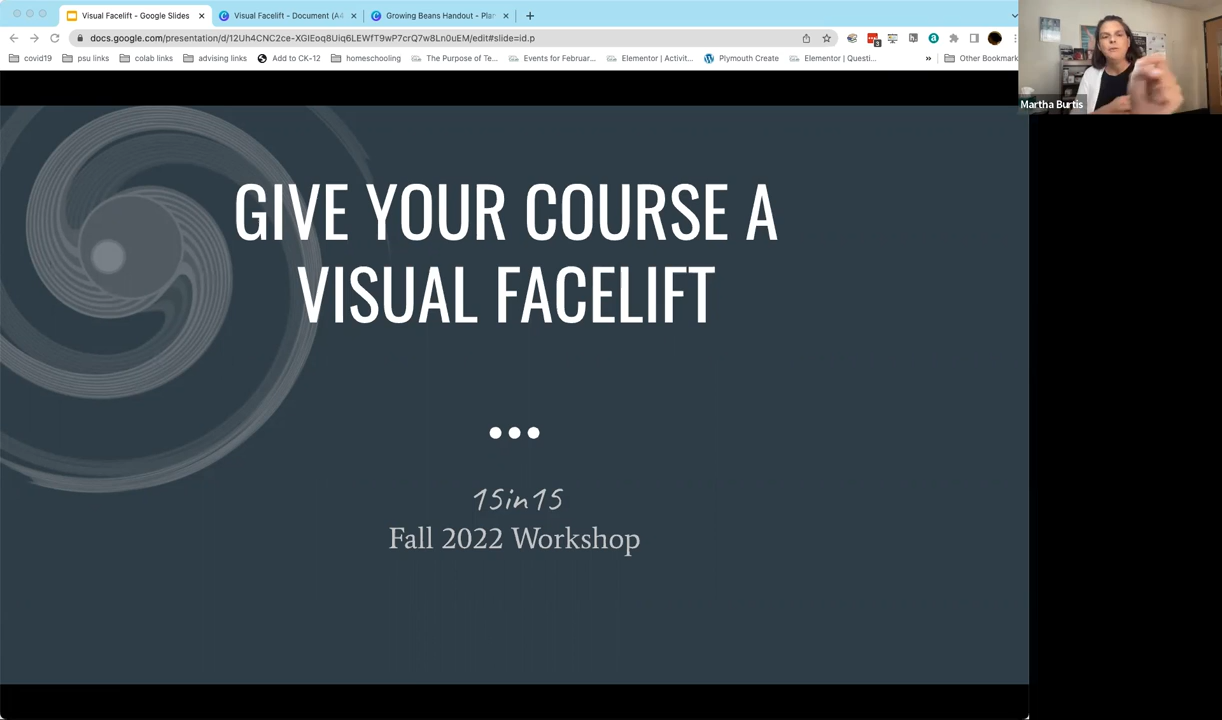 Visual Facelift - Google Slides
Visual Facelift - Document (A4
Growing Beans Handout - Plan
docs.google.com/presentation/d/12Uh4CNC2ce-XGIEoq8Uiq6LEWfT9wP7crQ7w8Ln0uEM/edit#slide=id.p
3
covid19
psu links
colab links
advising links
Add to CK-12
homeschooling
The Purpose of Te...
Events for Februar...
Elementor | Activit...
Plymouth Create
Elementor | Questi...
»
Other Bookmark
Martha Burtis
GIVE YOUR COURSE A
VISUAL FACELIFT
15in15
Fall 2022 Workshop